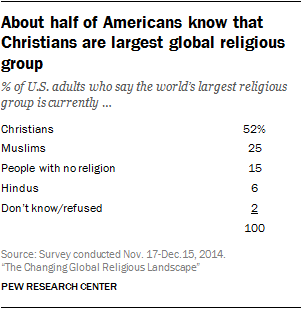 About half of Americans know that
Christians are largest global religious
group
% of U.S. adults who say the world's largest religious
group is currently ...
Christians 52%
Muslims 25
People with no religion 15
Hindus 6
Don't know/refused 2
100
Source: Survey conducted Nov. 17-Dec.15, 2014.
"The Changing Global Religious Landscape"
PEW RESEARCH CENTER